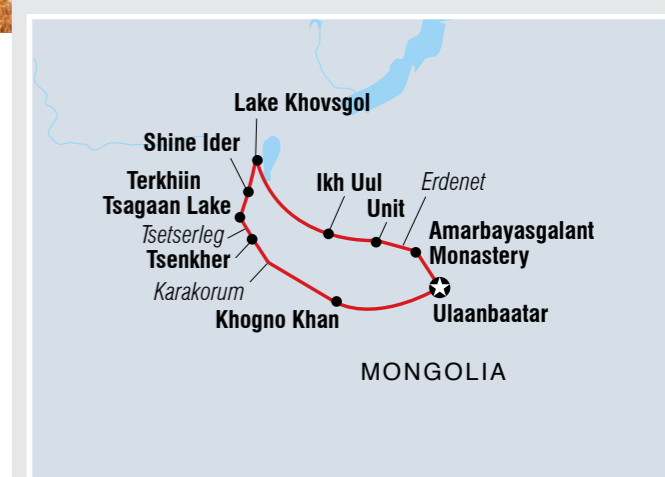 Lake Khovsgol
Shine Ider
Terkhiin
Tsagaan Lake
Tsetserleg
Tsenkher
Karakorum
Khogno Khan
Ikh Uul
Unit
Erdenet
Amarbayasgalant
Monastery
Ulaanbaatar
MONGOLIA